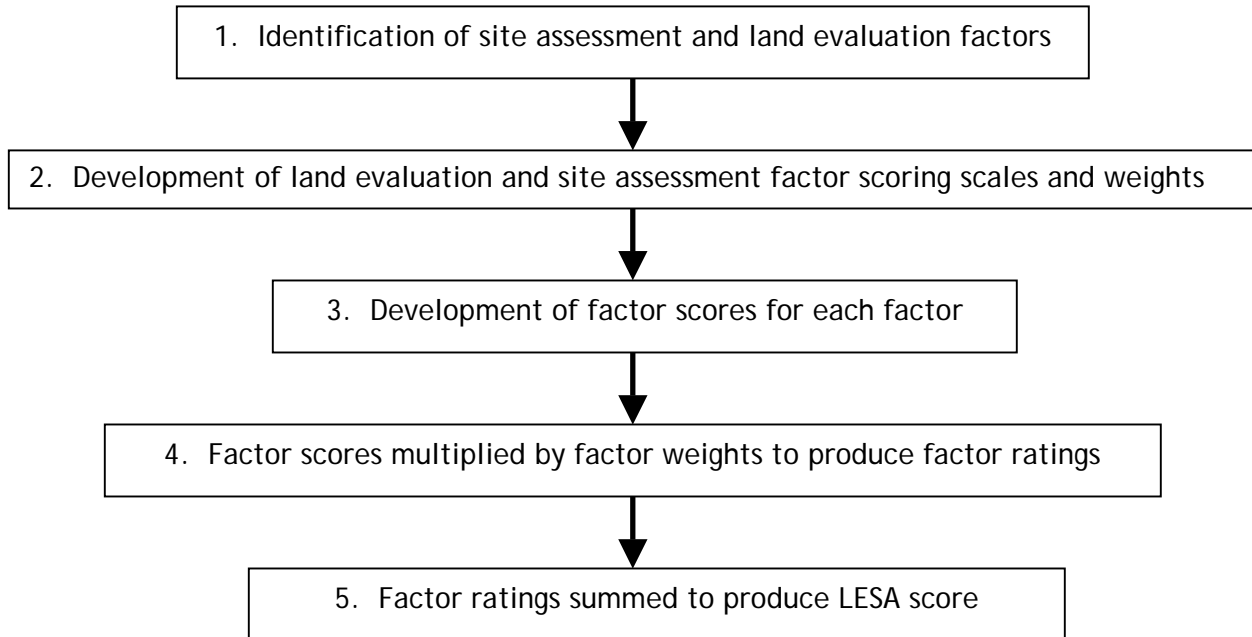 1. Identification of site assessment and land evaluation factors
2. Development of land evaluation and site assessment factor scoring scales and weights
3. Development of factor scores for each factor
4. Factor scores multiplied by factor weights to produce factor ratings
5. Factor ratings summed to produce LESA score